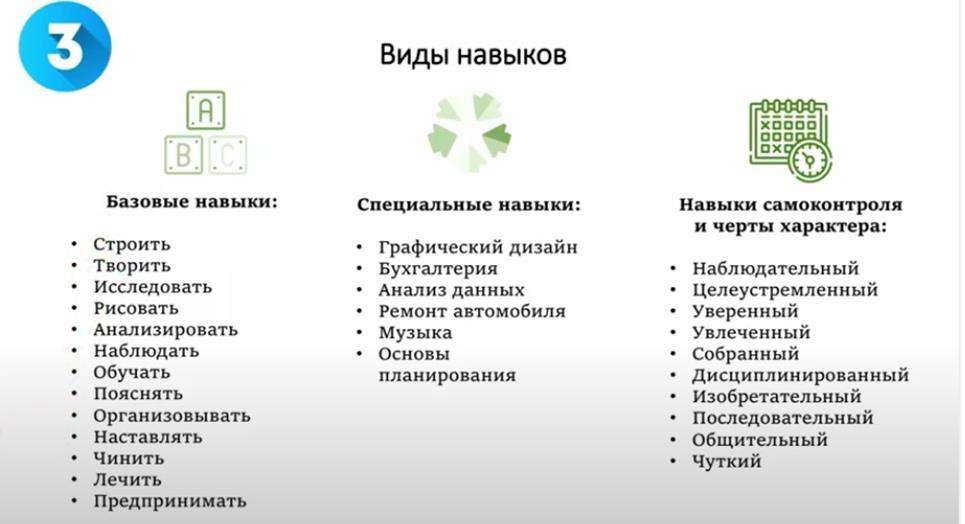 3
Виды навыков
A
B C
Базовые навыки:
• Строить
• Творить
• Исследовать
• Рисовать
• Анализировать
• Наблюдать
• Обучать
• Пояснять
• Организовывать
• Наставлять
• Чинить
• Лечить
• Предпринимать
Специальные навыки:
• Графический дизайн
• Бухгалтерия
• Анализ данных
• Ремонт автомобиля
• Музыка
• Основы
планирования
Навыки самоконтроля
и черты характера:
• Наблюдательный
• Целеустремленный
• Уверенный
• Увлеченный
• Собранный
• Дисциплинированный
• Изобретательный
• Последовательный
• Общительный
• Чуткий